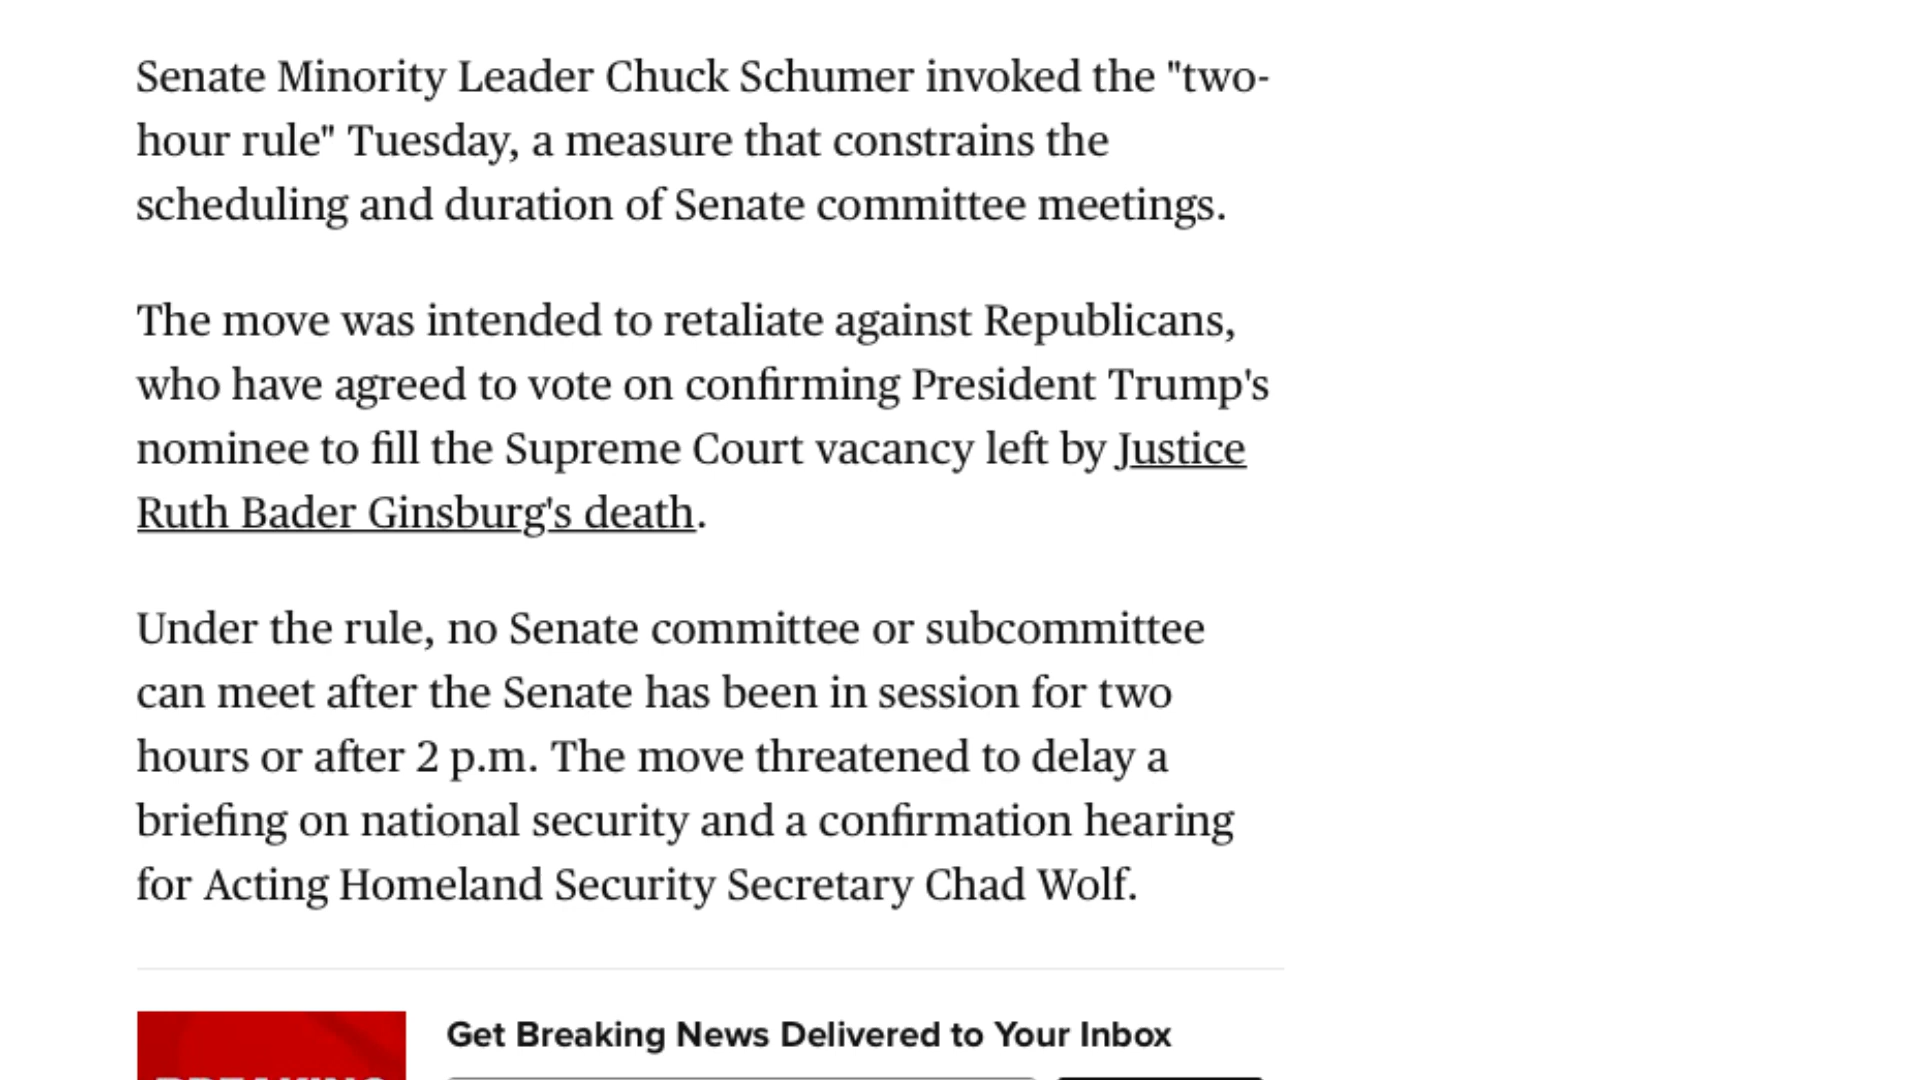 Senate Minority Leader Chuck Schumer invoked the "two-
hour rule" Tuesday, a measure that constrains the
scheduling and duration of Senate committee meetings.
The move was intended to retaliate against Republicans,
who have agreed to vote on confirming President Trump's
nominee to fill the Supreme Court vacancy left by Justice
Ruth Bader Ginsburg's death.
Under the rule, no Senate committee or subcommittee
can meet after the Senate has been in session for two
hours or after 2 p.m. The move threatened to delay a
briefing on national security and a confirmation hearing
for Acting Homeland Security Secretary Chad Wolf.
Get Breaking News Delivered to Your Inbox